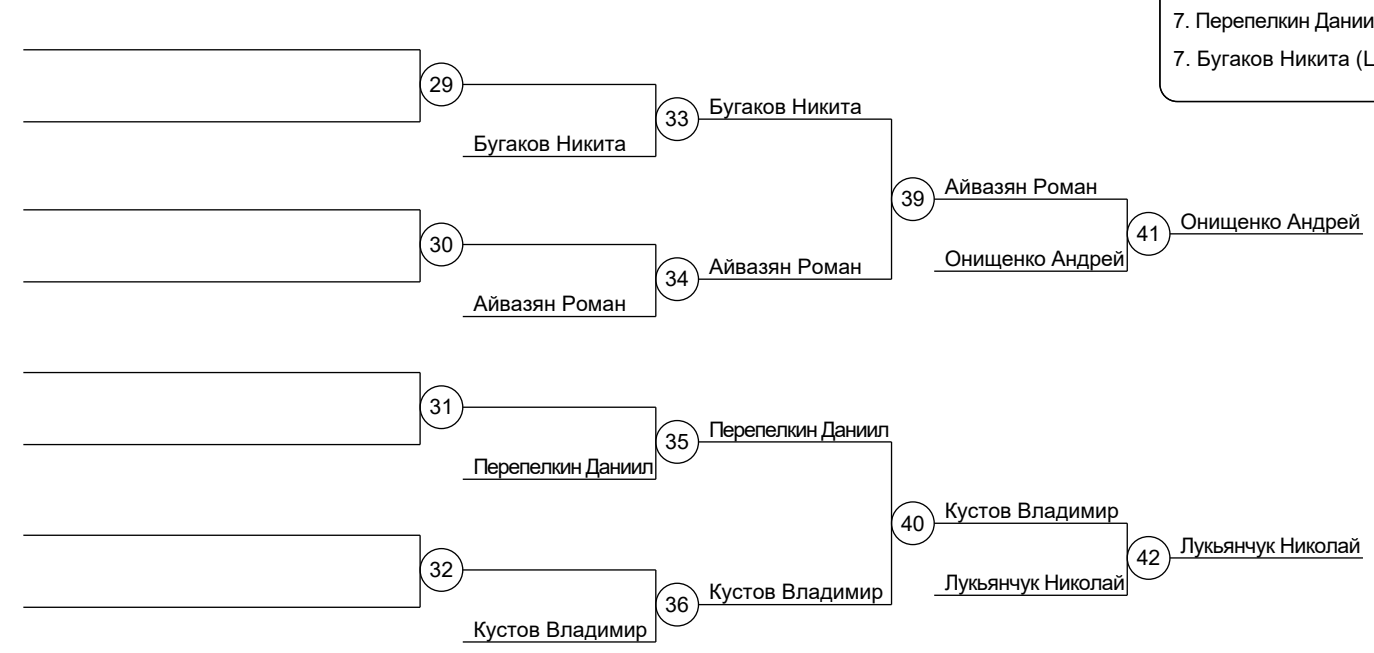 7. Перепелкин Дании
7. Бугаков Никита (L
29
33
Бугаков Никита
Бугаков Никита
39
Айвазян Роман
30
34
Айвазян Роман
Айвазян Роман
Онищенко Андрей
41
Онищенко Андрей
31
35
Перепелкин Даниил
Перепелкин Даниил
40
Кустов Владимир
32
36
Кустов Владимир
Кустов Владимир
Лукьянчук Николай
42
Лукьянчук Николай